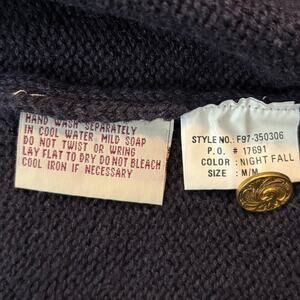 HAND WASH SEPARATELY
IN COOL WATER. MILD SOAP
DO NOT TWIST OR WRING
LAY FLAT TO DRY DO NOT BLEACH
COOL IRON IF NECESSARY
STYLE NO.: F97-350306
P.O. # 17691
COLOR : NIGHT FALL
SIZE : M/M